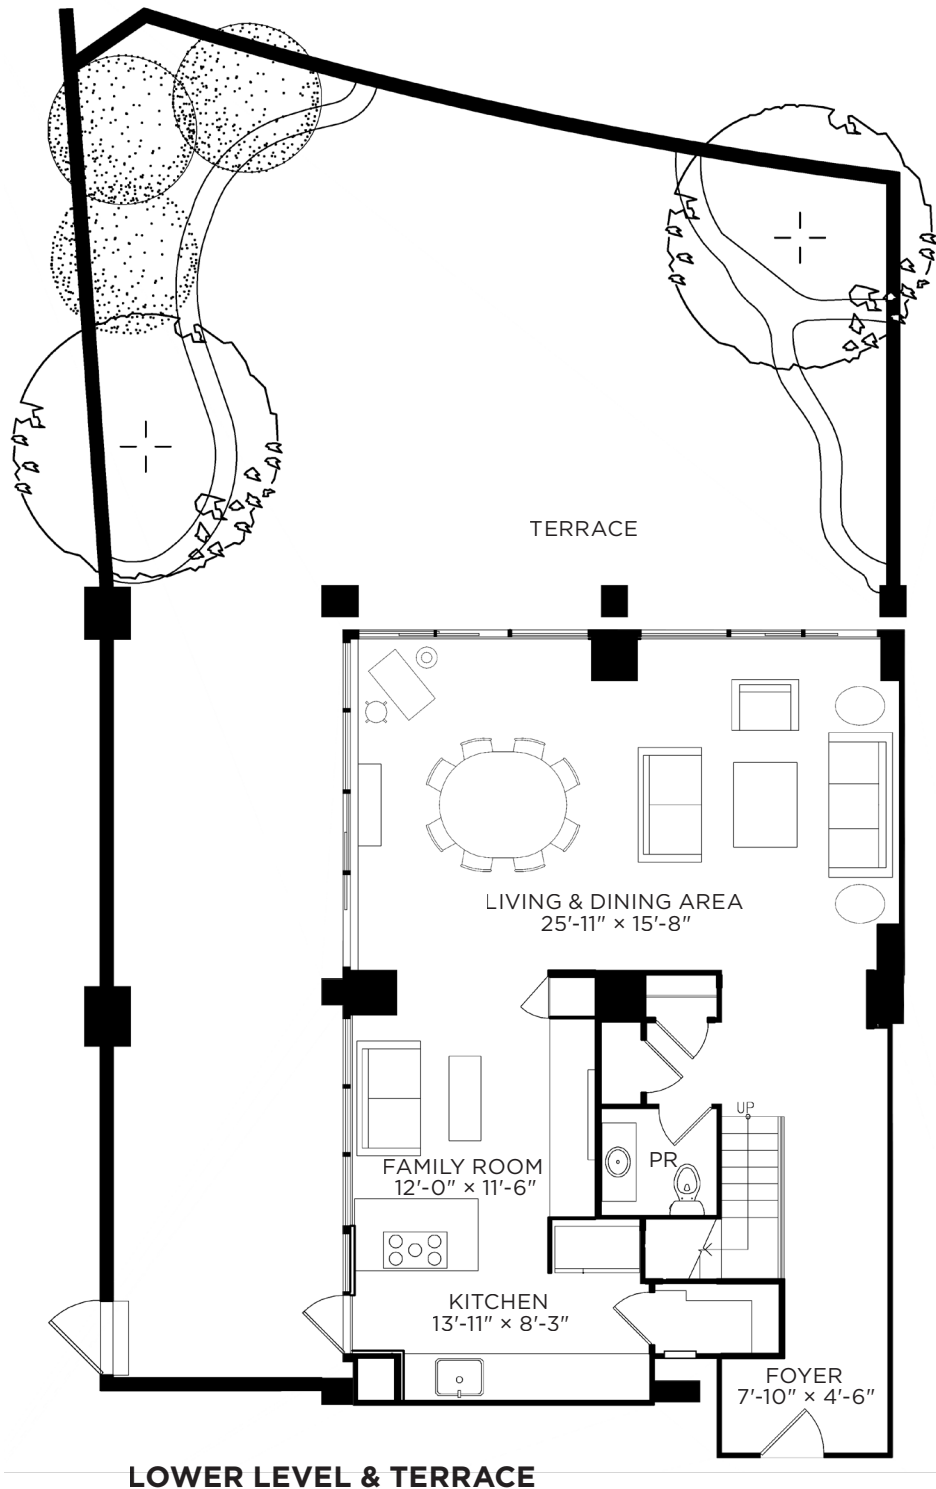 TERRACE
LIVING & DINING AREA
25'-11" × 15'-8"
UP
PR
FAMILY ROOM
12'-0" × 11'-6"
KITCHEN
13'-11" × 8'-3"
FOYER
7'-10" × 4'-6"
LOWER LEVEL & TERRACE